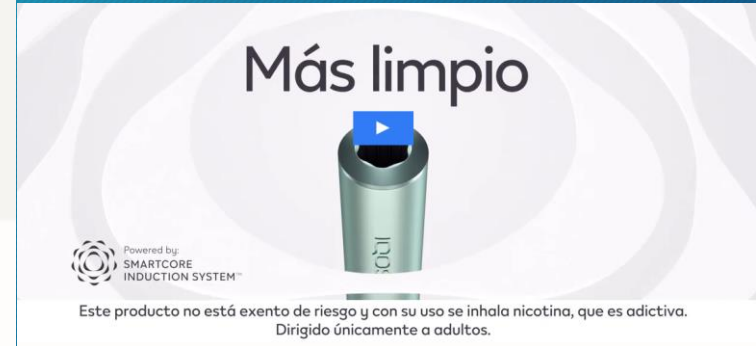 Más limpio
IQOS
Powered by:
SMARTCORE
INDUCTION SYSTEM™
Este producto no está exento de riesgo y con su uso se inhala nicotina, que es adictiva.
Dirigido únicamente a adultos.